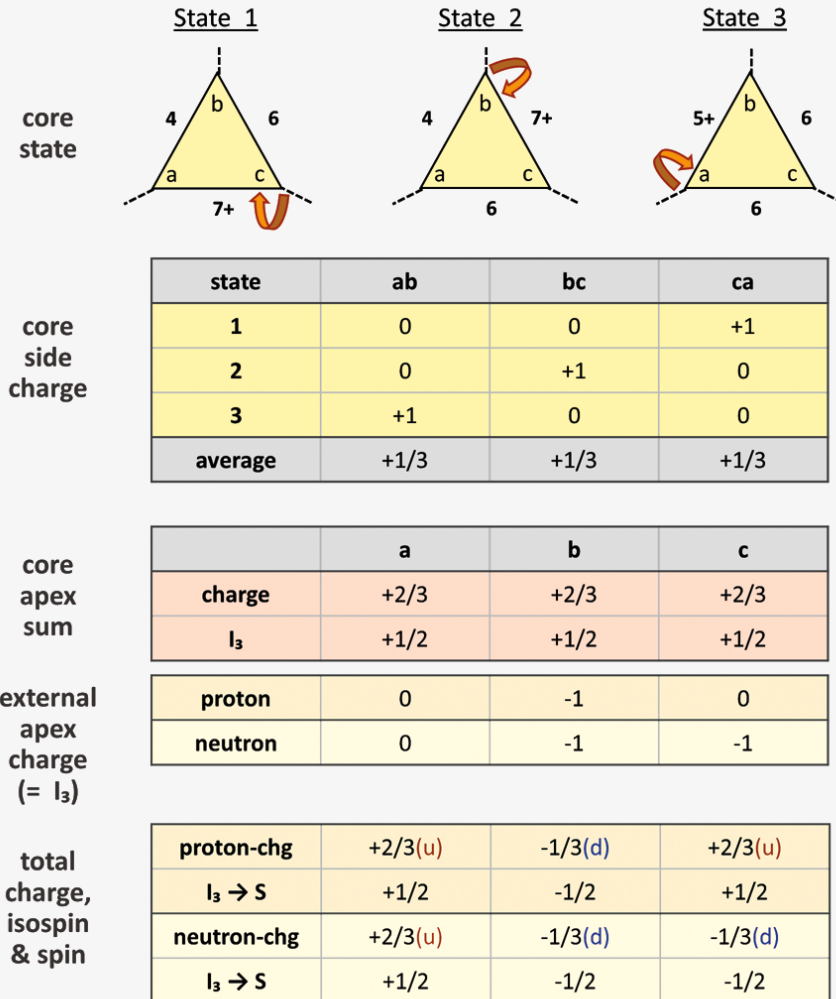 State 1 State 2 State 3
core
state
4 b 6 a c 7+
4 b 7+ a c 6
5+ b 6 a c 6
core
side
charge
state ab bc ca
1 0 0 +1
2 0 +1 0
3 +1 0 0
average +1/3 +1/3 +1/3
core
apex
sum
a b c
charge +2/3 +2/3 +2/3
I₃ +1/2 +1/2 +1/2
external
apex
charge
(= I₃)
proton 0 -1 0
neutron 0 -1 -1
total
charge,
isospin
& spin
proton-chg +2/3(u) -1/3(d) +2/3(u)
I₃ → S +1/2 -1/2 +1/2
neutron-chg +2/3(u) -1/3(d) -1/3(d)
I₃ → S +1/2 -1/2 -1/2